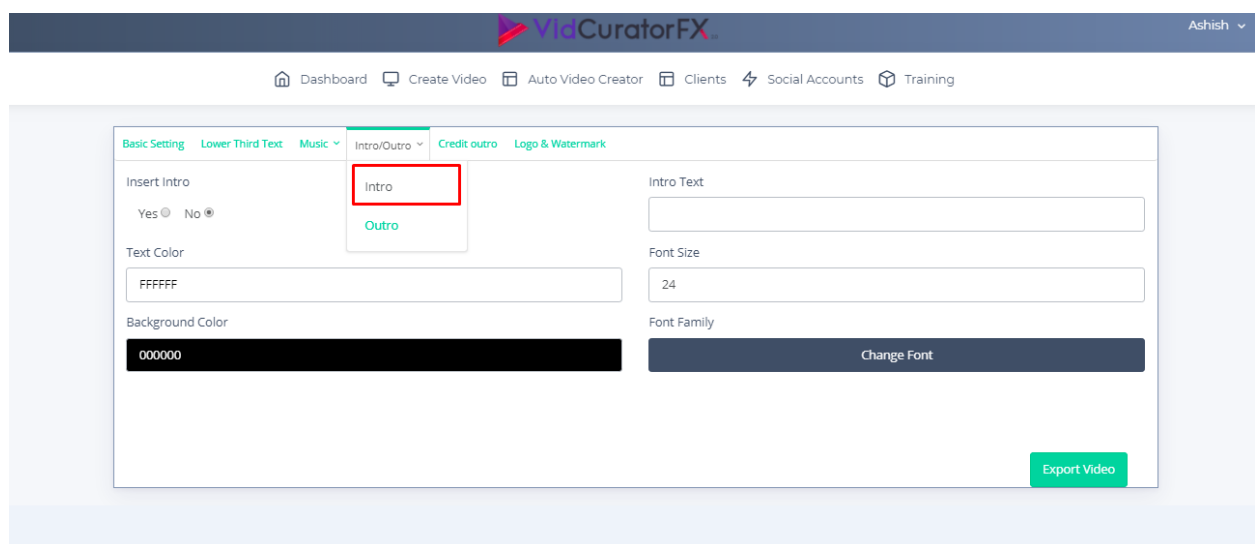 VidCuratorFX
Ashish
Dashboard Create Video Auto Video Creator Clients Social Accounts Training
Basic Setting Lower Third Text Music Intro/Outro Credit outro Logo & Watermark
Insert Intro
Intro
Outro
Intro Text
Yes No
Text Color
Font Size
FFFFFF
24
Background Color
Font Family
000000
Change Font
Export Video